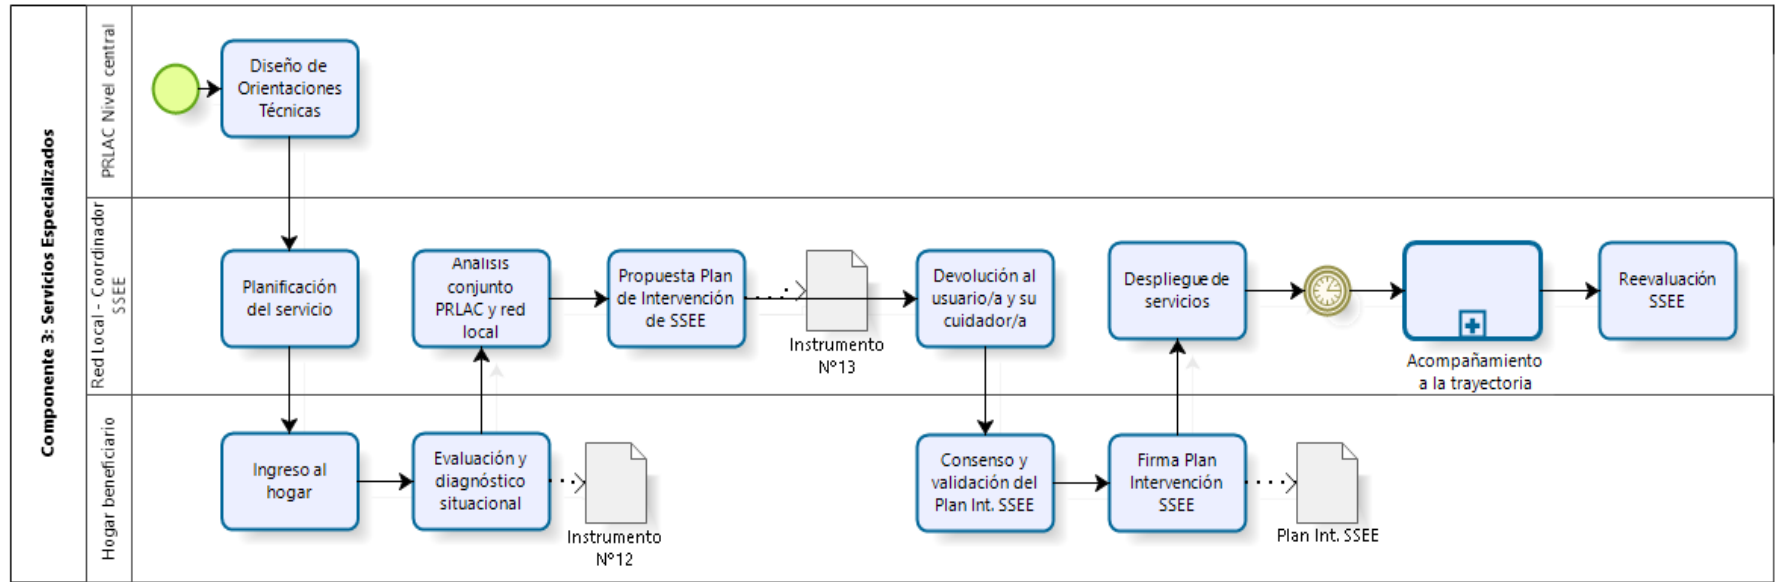 Componente 3: Servicios Especializados
PRLAC Nivel central
Diseño de
Orientaciones
Técnicas
Red Local - Coordinador
SSEE
Planificación
del servicio
Analisis
conjunto
PRLAC y red
local
Propuesta Plan
de Intervención
de SSEE
Instrumento
Nº13
Devolución al
usuario/a y su
cuidador/a
Despliegue de
servicios
Acompañamiento
a la trayectoria
Reevaluación
SSEE
Hogar beneficiario
Ingreso al
hogar
Evaluación y
diagnóstico
situacional
Instrumento
Nº12
Consenso y
validación del
Plan Int. SSEE
Firma Plan
Intervención
SSEE
Plan Int. SSEE